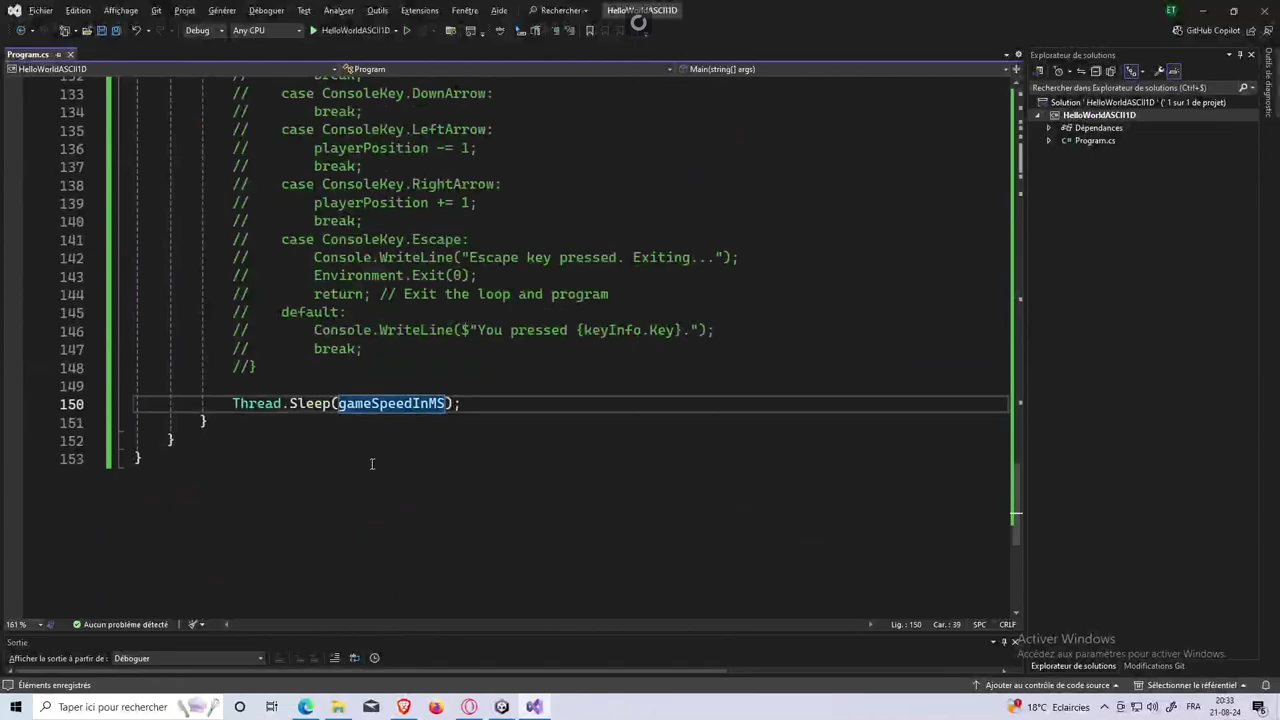 Fichier Édition Affichage Git Projet Générer Déboguer Test Analyser Outils Extensions Fenêtre Aide Rechercher HelloWorldASCII1D ET
Debug Any CPU HelloWorldASCII1D GitHub Copilot
Program.cs Explorateur de solutions
HelloWorldASCII1D Program Main(string[] args)
Rechercher dans Explorateur de solutions (Ctrl+$)
Solution 'HelloWorldASCII1D' (' 1 sur 1 de projet)
HelloWorldASCII1D
Dépendances
Program.cs
Outils de diagnostic
132 // break;
133 // case ConsoleKey.DownArrow:
134 // break;
135 // case ConsoleKey.LeftArrow:
136 // playerPosition -= 1;
137 // break;
138 // case ConsoleKey.RightArrow:
139 // playerPosition += 1;
140 // break;
141 // case ConsoleKey.Escape:
142 // Console.WriteLine("Escape key pressed. Exiting...");
143 // Environment.Exit(0);
144 // return; // Exit the loop and program
145 // default:
146 // Console.WriteLine($"You pressed {keyInfo.Key}.");
147 // break;
148 //}
149
150 Thread.Sleep(gameSpeedInMS);
151 }
152 }
153 }
161 % Aucun problème détecté Lig. : 150 Car. : 39 SPC CRLF
Activer Windows
Accédez aux paramètres pour activer Windows.
Sortie
Afficher la sortie à partir de : Déboguer
Explorateur de solutions Modifications Git
Éléments enregistrés Ajouter au contrôle de code source Sélectionner le référentiel
Taper ici pour rechercher 18°C Nuageux FRA 20:33
21-08-24